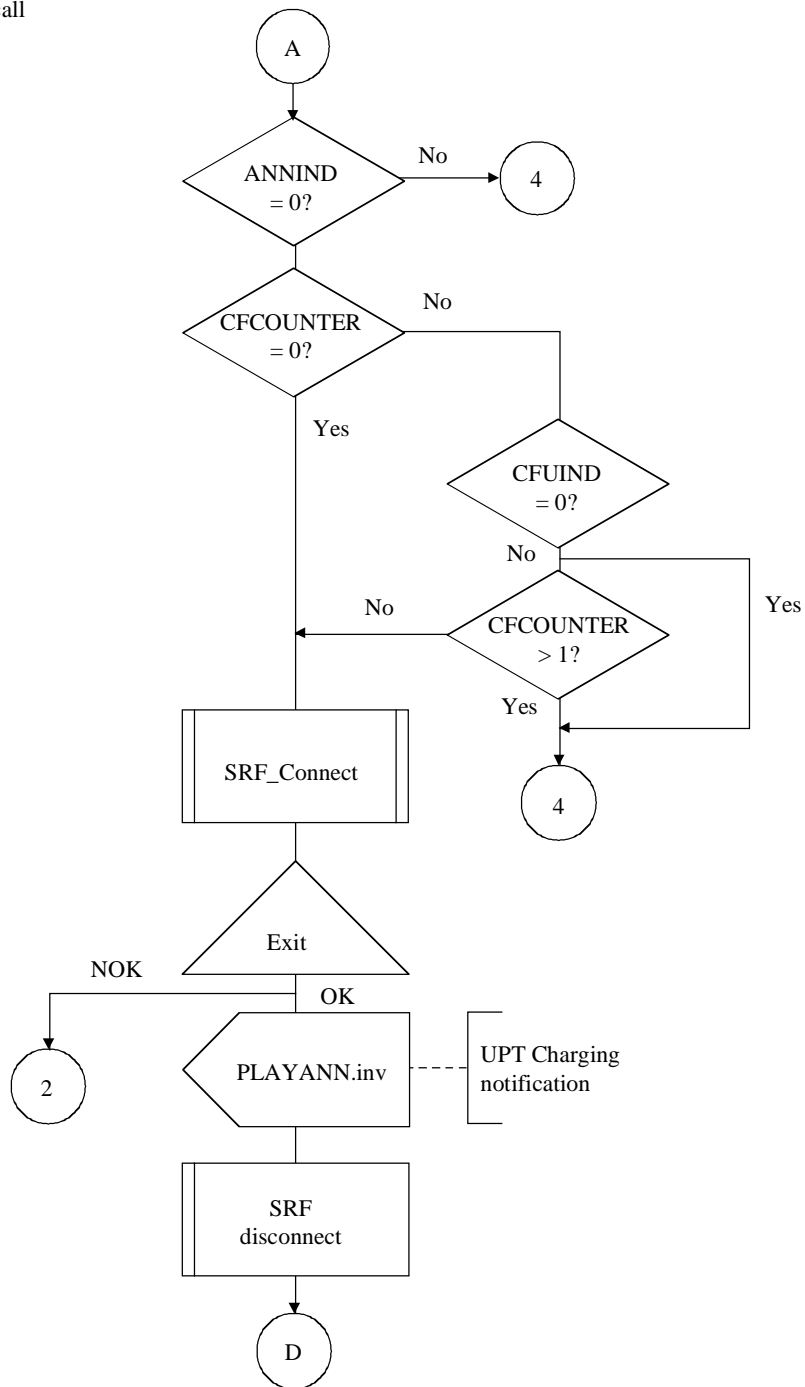 all
A
ANNIND
= 0?
No
4
CFCOUNTER
= 0?
No
Yes
CFUIND
= 0?
No
Yes
CFCOUNTER
> 1?
No
Yes
4
SRF_Connect
Exit
NOK
OK
2
PLAYANN.inv
UPT Charging
notification
SRF
disconnect
D